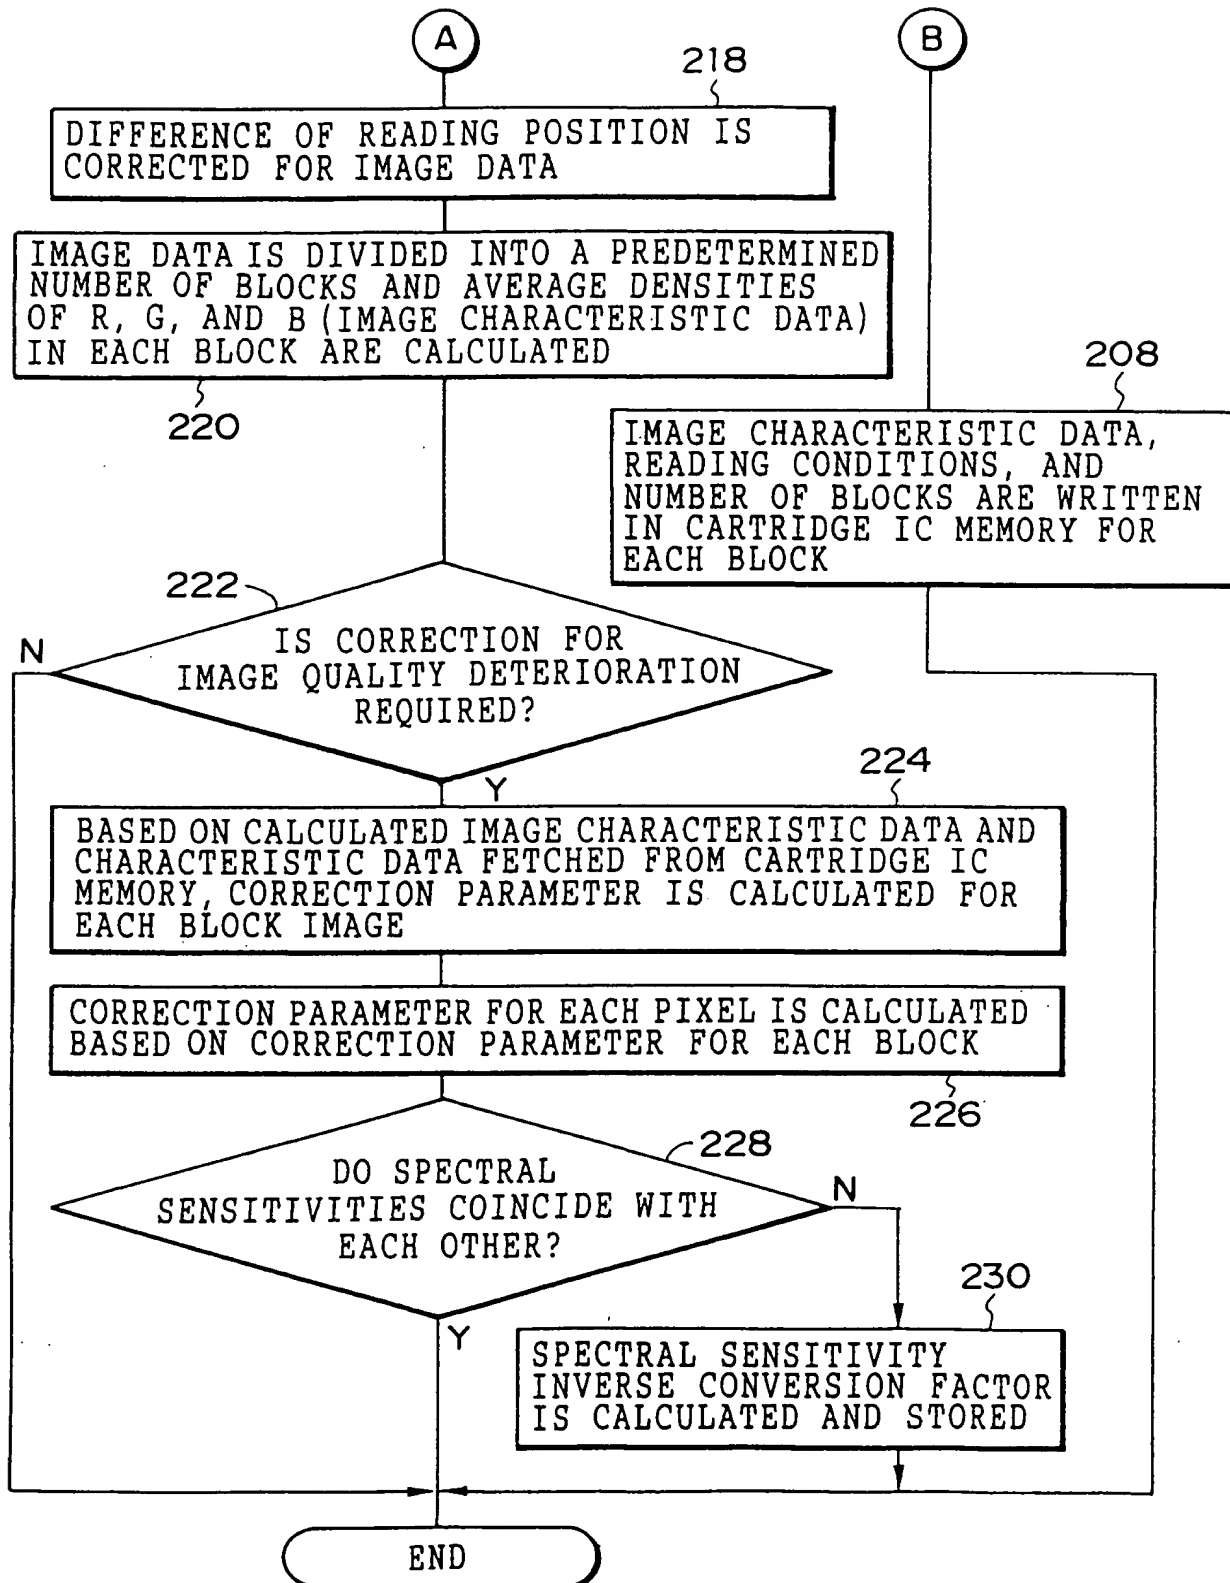 A
B
218
DIFFERENCE OF READING POSITION IS
CORRECTED FOR IMAGE DATA
IMAGE DATA IS DIVIDED INTO A PREDETERMINED
NUMBER OF BLOCKS AND AVERAGE DENSITIES
OF R, G, AND B (IMAGE CHARACTERISTIC DATA)
IN EACH BLOCK ARE CALCULATED
220
208
IMAGE CHARACTERISTIC DATA,
READING CONDITIONS, AND
NUMBER OF BLOCKS ARE WRITTEN
IN CARTRIDGE IC MEMORY FOR
EACH BLOCK
222
N
IS CORRECTION FOR
IMAGE QUALITY DETERIORATION
REQUIRED?
Y
224
BASED ON CALCULATED IMAGE CHARACTERISTIC DATA AND
CHARACTERISTIC DATA FETCHED FROM CARTRIDGE IC
MEMORY, CORRECTION PARAMETER IS CALCULATED FOR
EACH BLOCK IMAGE
CORRECTION PARAMETER FOR EACH PIXEL IS CALCULATED
BASED ON CORRECTION PARAMETER FOR EACH BLOCK
226
228
DO SPECTRAL
SENSITIVITIES COINCIDE WITH
EACH OTHER?
N
Y
230
SPECTRAL SENSITIVITY
INVERSE CONVERSION FACTOR
IS CALCULATED AND STORED
END